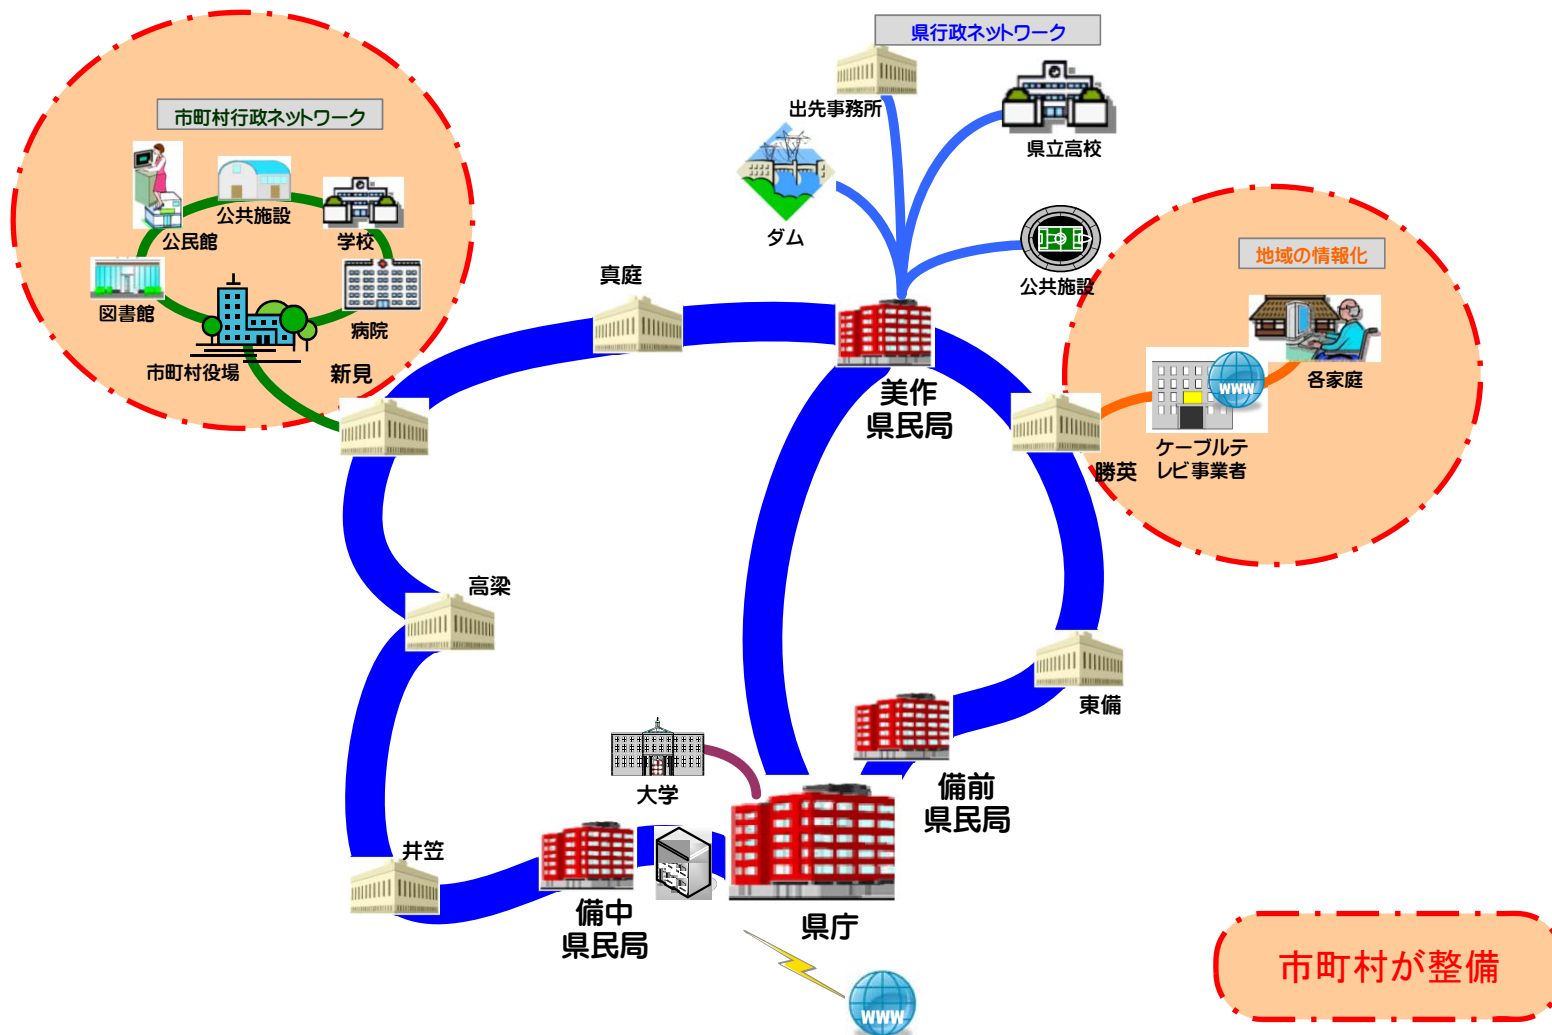 県行政ネットワーク
出先事務所
県立高校
ダム
公共施設
市町村行政ネットワーク
公民館
公共施設
学校
図書館
病院
市町村役場
新見
真庭
美作
県民局
地域の情報化
各家庭
WWW
ケーブルテ
レビ事業者
勝英
高梁
東備
大学
備前
県民局
井笠
備中
県民局
県庁
WWW
市町村が整備